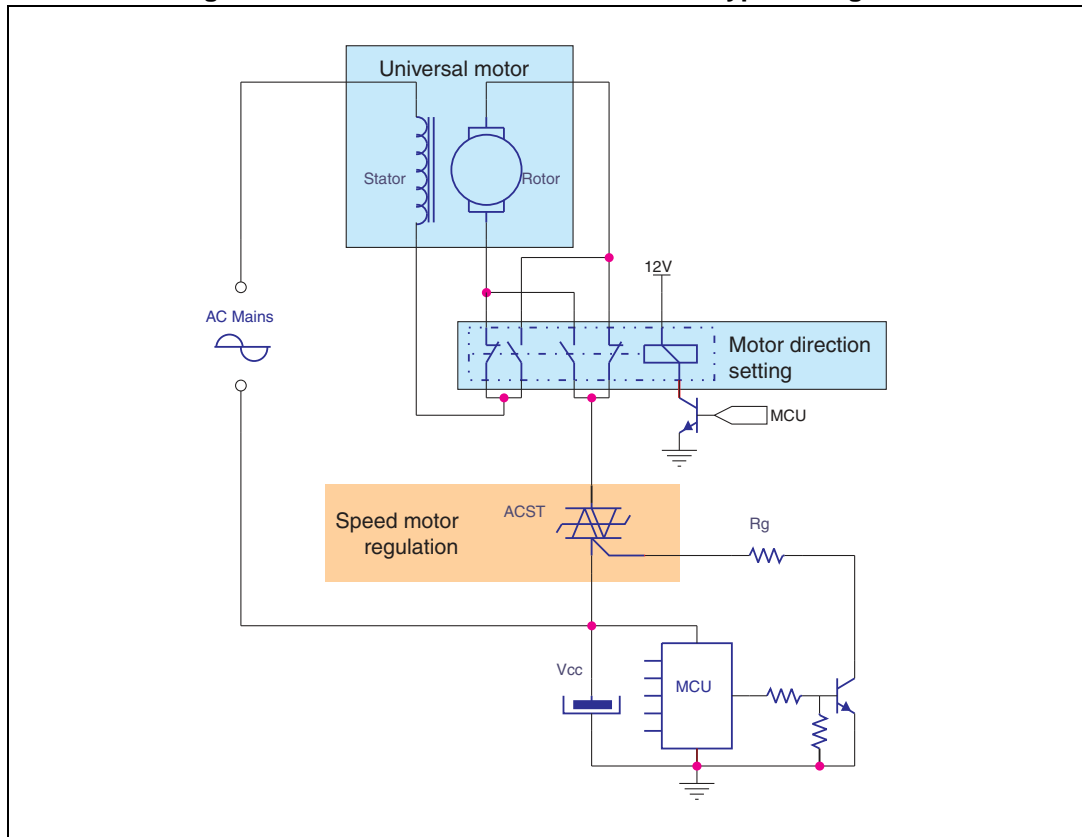 Universal motor
Stator
Rotor
12V
AC Mains
Motor direction
setting
MCU
Speed motor
regulation
ACST
Rg
Vcc
MCU